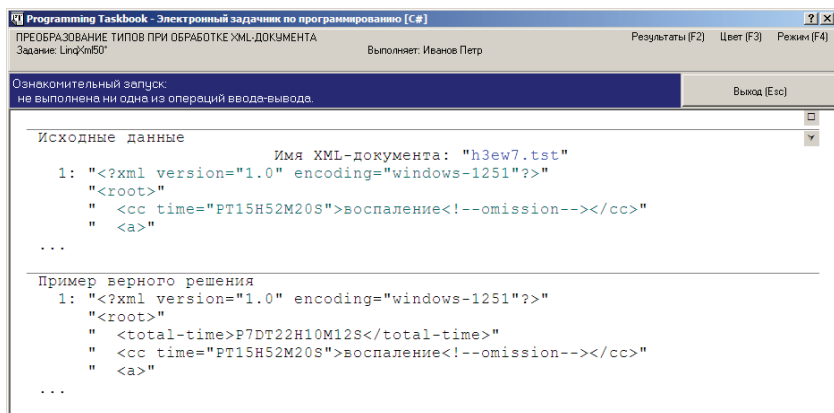 Programming Taskbook - Электронный задачник по программированию [C#]
ПРЕОБРАЗОВАНИЕ ТИПОВ ПРИ ОБРАБОТКЕ XML-ДОКУМЕНТА
Результаты (F2) Цвет (F3) Режим (F4)
Задание: LinqXml50° Выполняет: Иванов Петр
Ознакомительный запуск:
не выполнена ни одна из операций ввода-вывода.
Выход (Esc)
Исходные данные
Имя XML-документа: "h3ew7.tst"
1: "<?xml version="1.0" encoding="windows-1251"?>"
"<root>"
"  <cc time="PT15H52M20S">воспаление<!--omission--></cc>"
"  <a>"
...
Пример верного решения
1: "<?xml version="1.0" encoding="windows-1251"?>"
"<root>"
"  <total-time>P7DT22H10M12S</total-time>"
"  <cc time="PT15H52M20S">воспаление<!--omission--></cc>"
"  <a>"
...